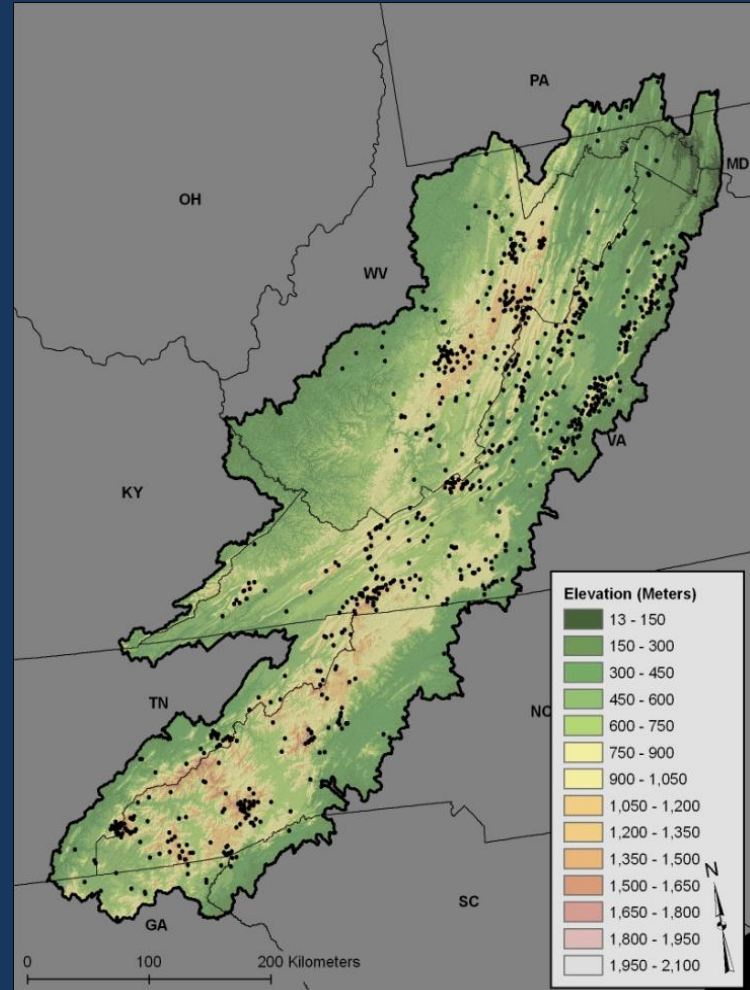 PA
MD
OH
WV
VA
KY
TN
NC
SC
GA
Elevation (Meters)
13 - 150
150 - 300
300 - 450
450 - 600
600 - 750
750 - 900
900 - 1,050
1,050 - 1,200
1,200 - 1,350
1,350 - 1,500
1,500 - 1,650
1,650 - 1,800
1,800 - 1,950
1,950 - 2,100
N
0 100 200 Kilometers